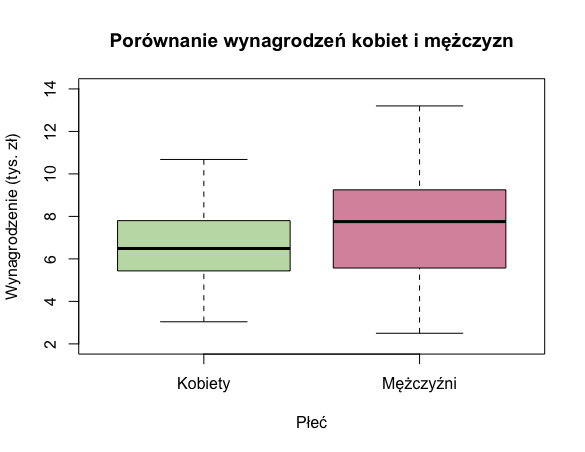 Porównanie wynagrodzeń kobiet i mężczyzn
Wynagrodzenie (tys. zł)
14
12
10
8
6
4
2
Kobiety Mężczyźni
Płeć